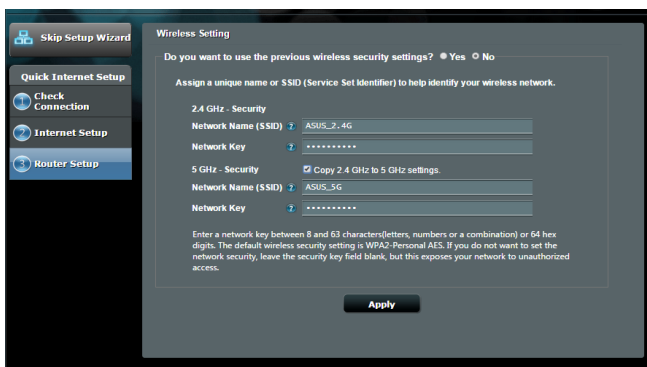 Skip Setup Wizard
Quick Internet Setup
1 Check
Connection
2 Internet Setup
3 Router Setup
Wireless Setting
Do you want to use the previous wireless security settings? Yes No
Assign a unique name or SSID (Service Set Identifier) to help identify your wireless network.
2.4 GHz - Security
Network Name (SSID) ? ASUS_2.4G
Network Key ? ••••••••••
5 GHz - Security Copy 2.4 GHz to 5 GHz settings.
Network Name (SSID) ? ASUS_5G
Network Key ? ••••••••••
Enter a network key between 8 and 63 characters(letters, numbers or a combination) or 64 hex
digits. The default wireless security setting is WPA2-Personal AES. If you do not want to set the
network security, leave the security key field blank, but this exposes your network to unauthorized
access.
Apply